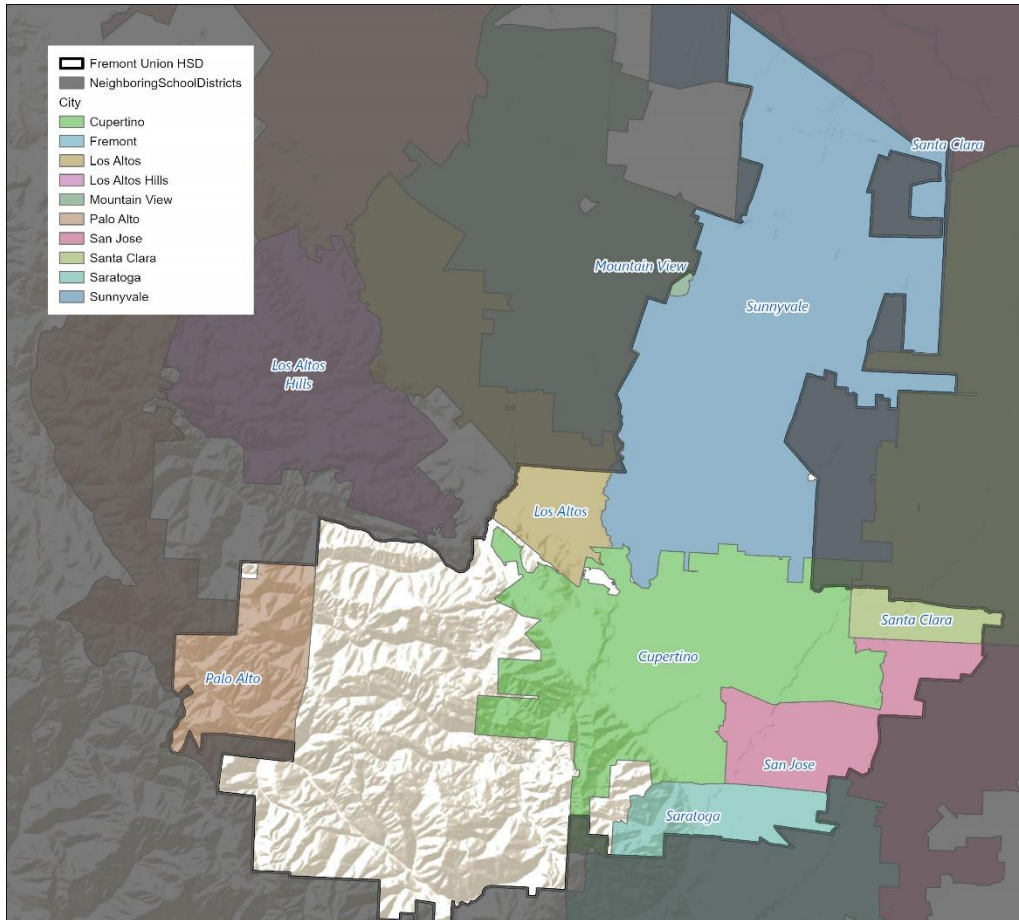 Fremont Union HSD
NeighboringSchoolDistricts
City
Cupertino
Fremont
Los Altos
Los Altos Hills
Mountain View
Palo Alto
San Jose
Santa Clara
Saratoga
Sunnyvale
Santa Clara
Mountain View
Sunnyvale
Los Altos
Hills
Los Altos
Santa Clara
Cupertino
Palo Alto
San Jose
Saratoga